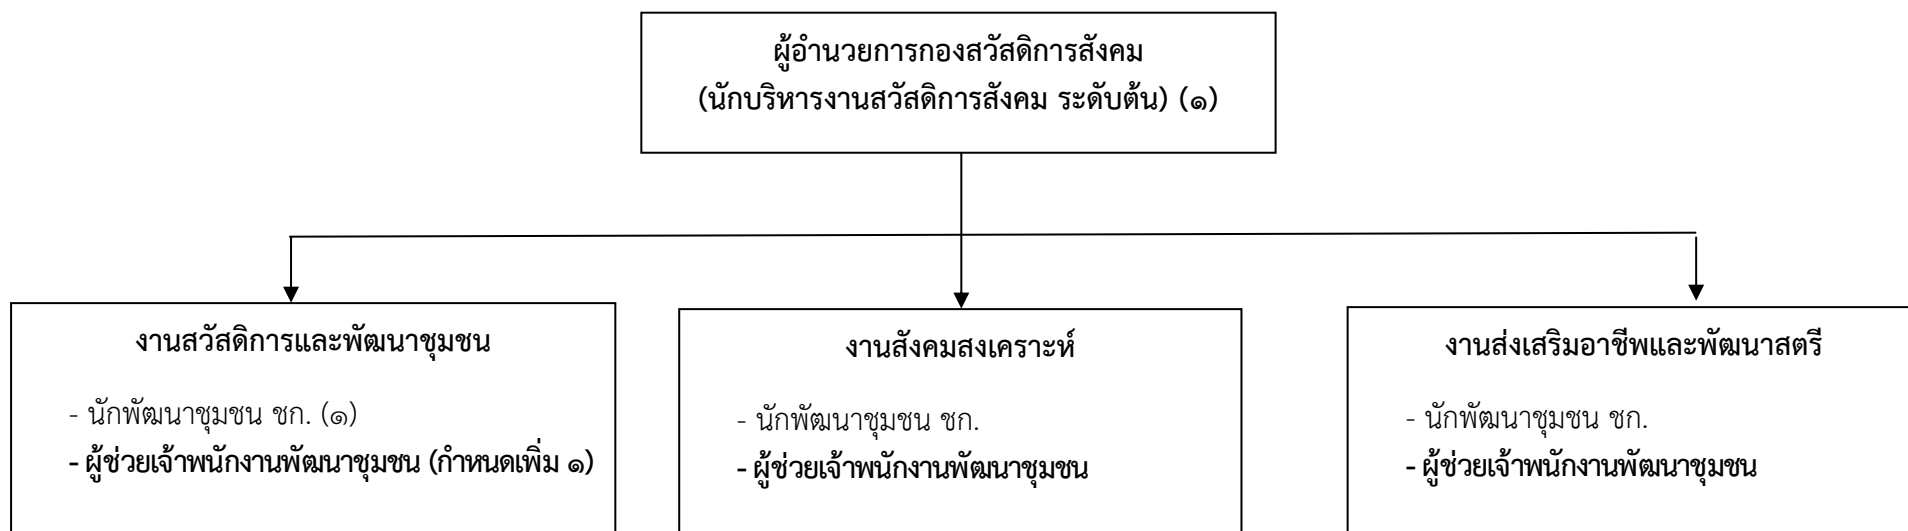 ผู้อำนวยการกองสวัสดิการสังคม
(นักบริหารงานสวัสดิการสังคม ระดับต้น) (๑)
งานสวัสดิการและพัฒนาชุมชน
- นักพัฒนาชุมชน ชก. (๑)
- ผู้ช่วยเจ้าพนักงานพัฒนาชุมชน (กำหนดเพิ่ม ๑)
งานสังคมสงเคราะห์
- นักพัฒนาชุมชน ชก.
- ผู้ช่วยเจ้าพนักงานพัฒนาชุมชน
งานส่งเสริมอาชีพและพัฒนาสตรี
- นักพัฒนาชุมชน ชก.
- ผู้ช่วยเจ้าพนักงานพัฒนาชุมชน